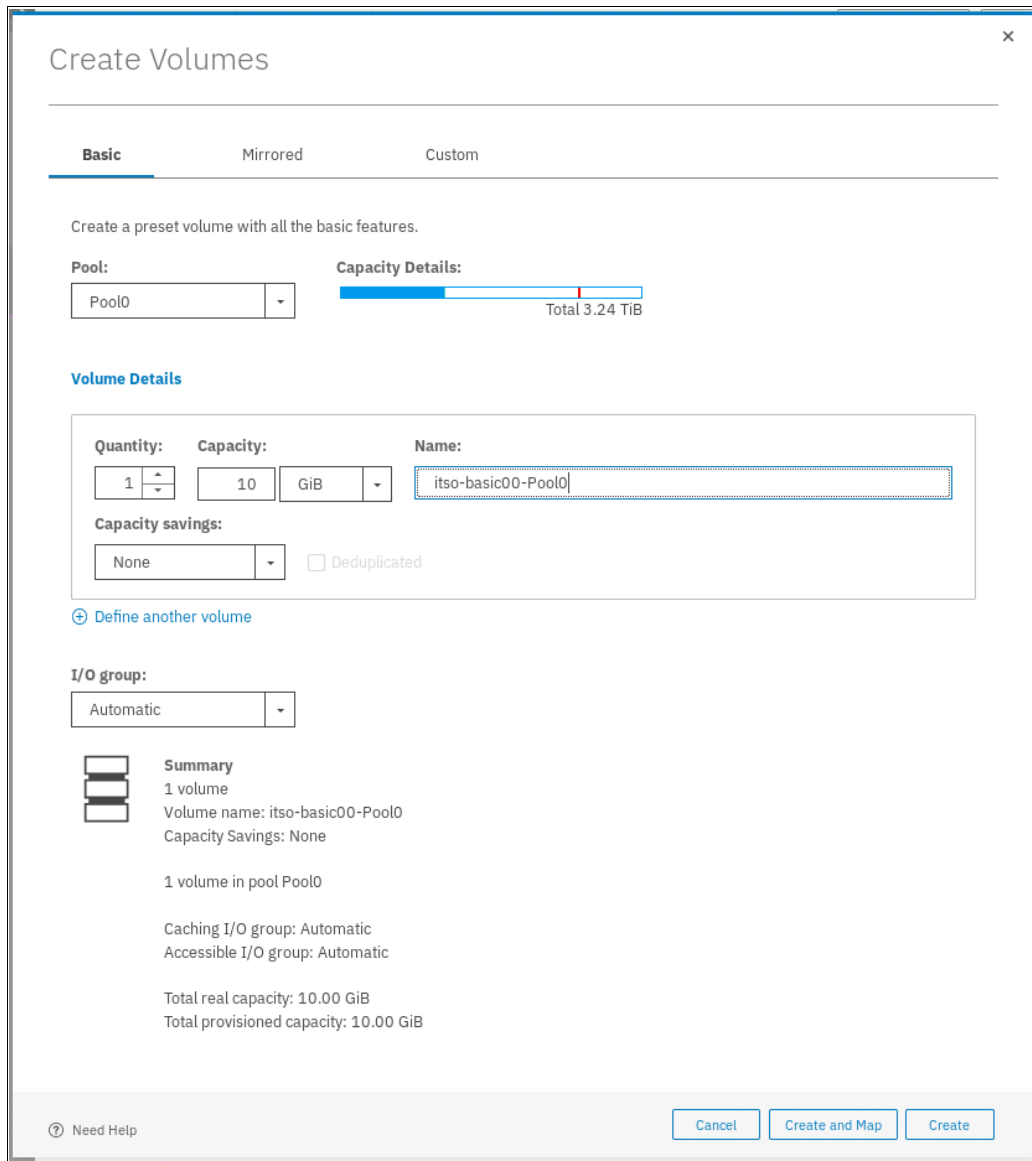 Create Volumes
Basic Mirrored Custom
Create a preset volume with all the basic features.
Pool: Capacity Details:
Pool0
Total 3.24 TiB
Volume Details
Quantity: Capacity: Name:
1 10 GiB itso-basic00-Pool0
Capacity savings:
None Deduplicated
Define another volume
I/O group:
Automatic
Summary
1 volume
Volume name: itso-basic00-Pool0
Capacity Savings: None
1 volume in pool Pool0
Caching I/O group: Automatic
Accessible I/O group: Automatic
Total real capacity: 10.00 GiB
Total provisioned capacity: 10.00 GiB
Need Help Cancel Create and Map Create